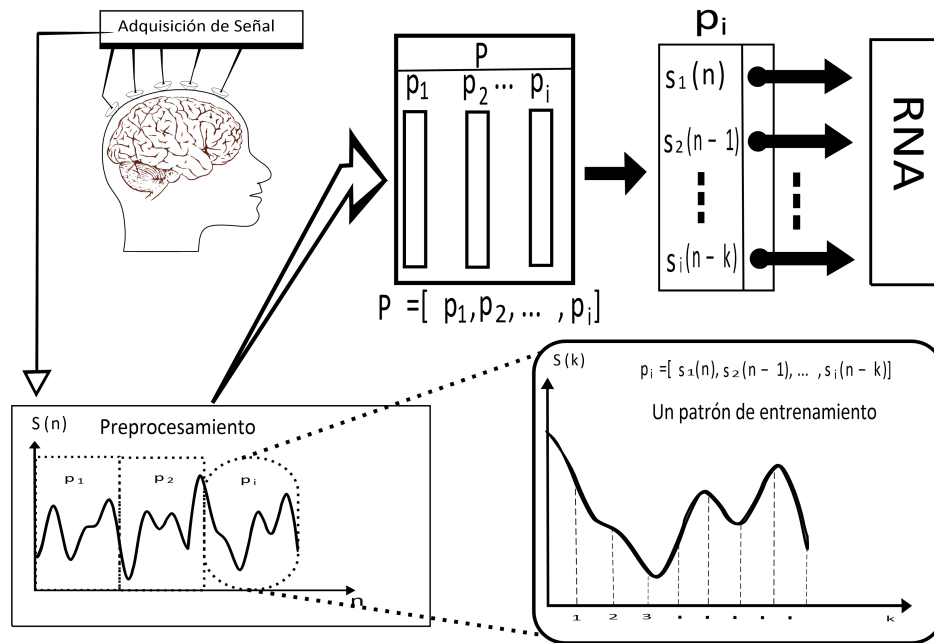 Adquisición de Señal
P
p₁ p₂ ... pᵢ
P =[ p₁,p₂,... ,pᵢ]
pᵢ
s₁(n)
s₂(n-1)
sᵢ(n-k)
RNA
S(n)
Preprocesamiento
p₁ p₂ pᵢ
n
S(k)
pᵢ =[ s₁(n), s₂(n-1), ... ,sᵢ(n-k)]
Un patrón de entrenamiento
1 2 3 . . . . k